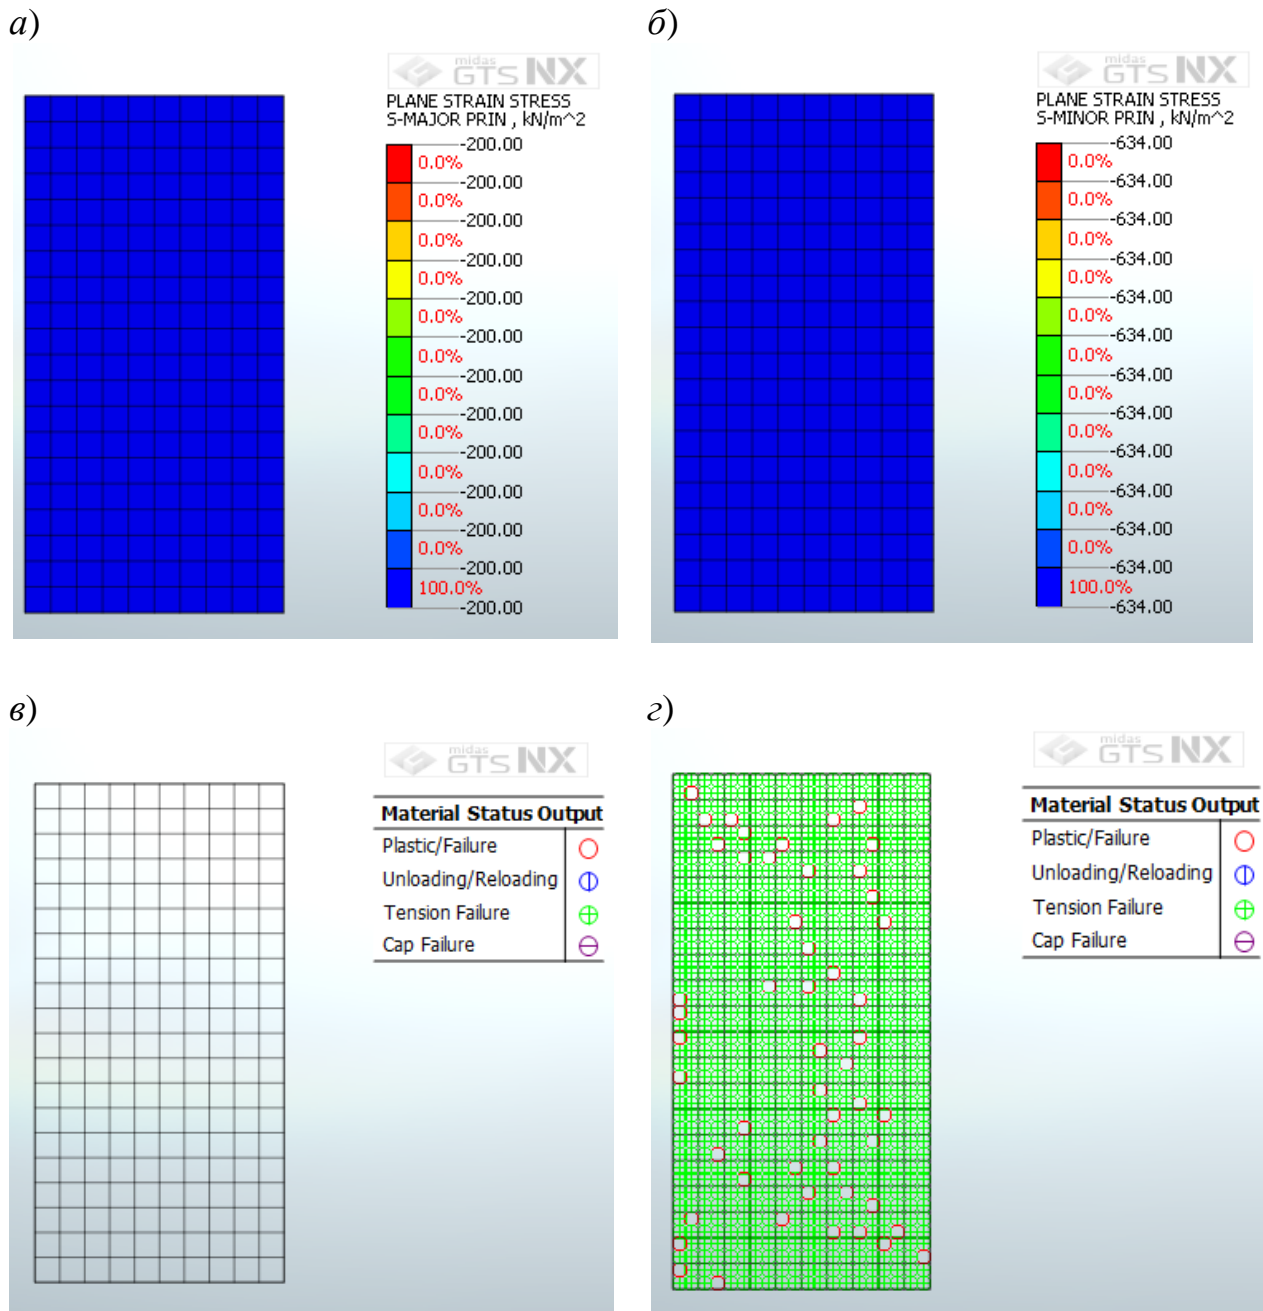 а)
midas
GTS NX
PLANE STRAIN STRESS
S-MAJOR PRIN , kN/m^2
-200.00
0.0%
-200.00
0.0%
-200.00
0.0%
-200.00
0.0%
-200.00
0.0%
-200.00
0.0%
-200.00
0.0%
-200.00
0.0%
-200.00
0.0%
-200.00
0.0%
-200.00
0.0%
-200.00
100.0%
-200.00
б)
midas
GTS NX
PLANE STRAIN STRESS
S-MINOR PRIN , kN/m^2
-634.00
0.0%
-634.00
0.0%
-634.00
0.0%
-634.00
0.0%
-634.00
0.0%
-634.00
0.0%
-634.00
0.0%
-634.00
0.0%
-634.00
0.0%
-634.00
0.0%
-634.00
0.0%
-634.00
100.0%
-634.00
в)
midas
GTS NX
Material Status Output
Plastic/Failure
Unloading/Reloading
Tension Failure
Cap Failure
г)
midas
GTS NX
Material Status Output
Plastic/Failure
Unloading/Reloading
Tension Failure
Cap Failure